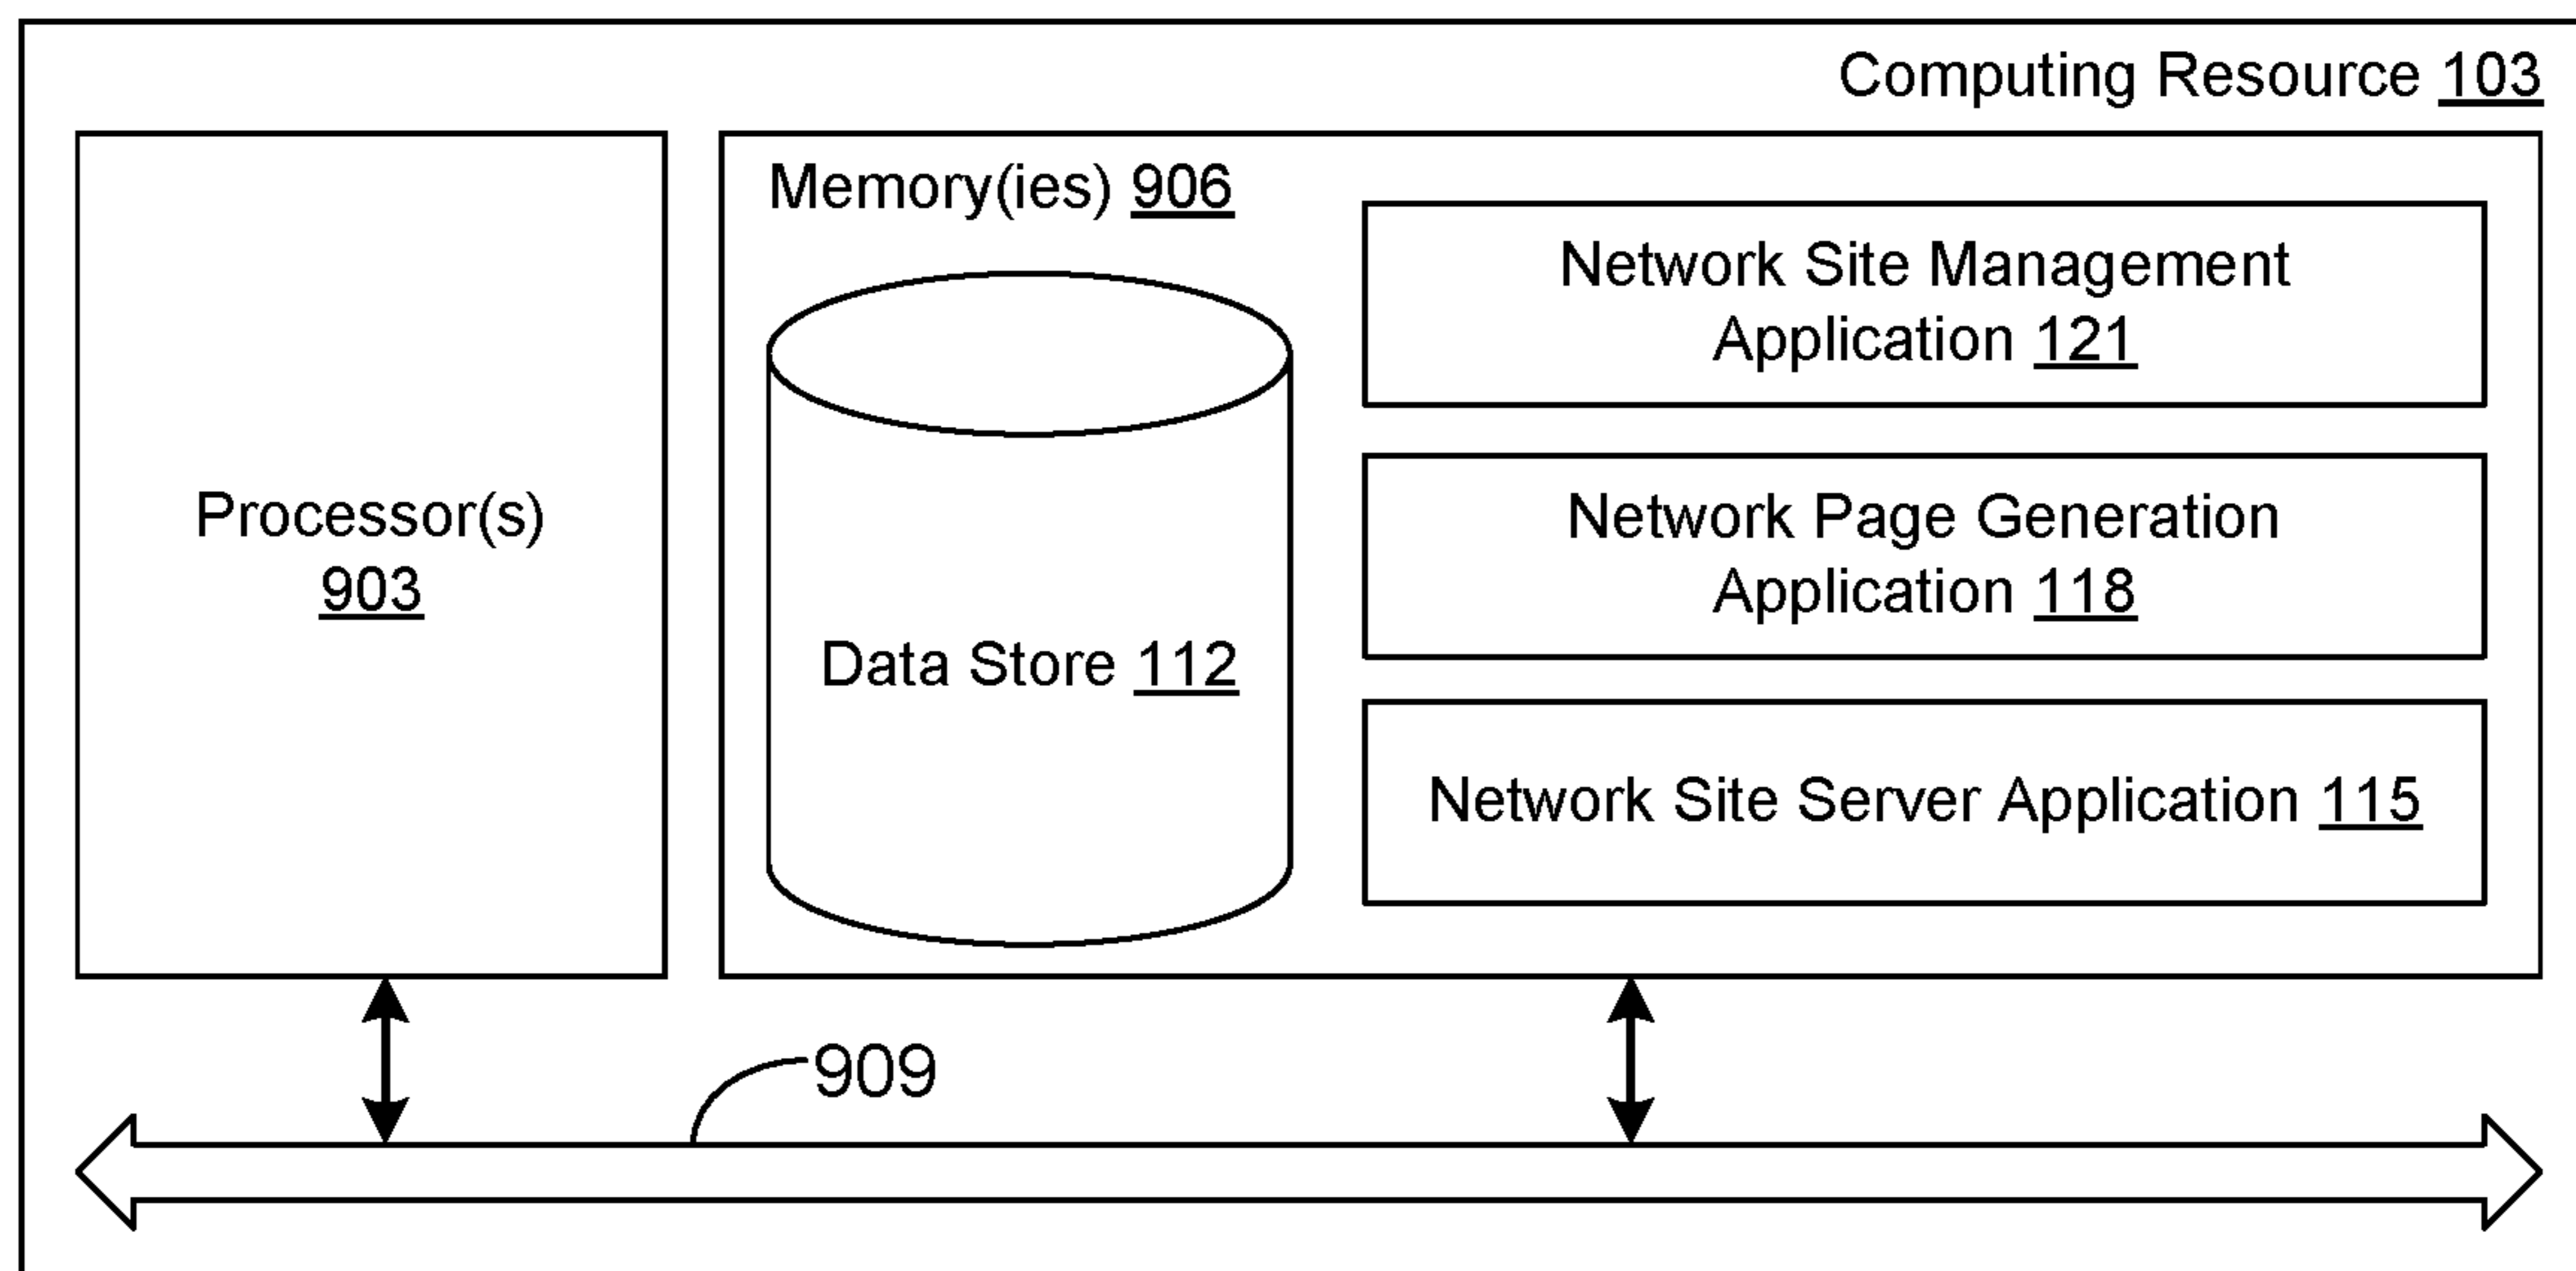 Computing Resource 103
Memory(ies) 906
Network Site Management
Application 121
Processor(s)
903
Network Page Generation
Application 118
Data Store 112
Network Site Server Application 115
909